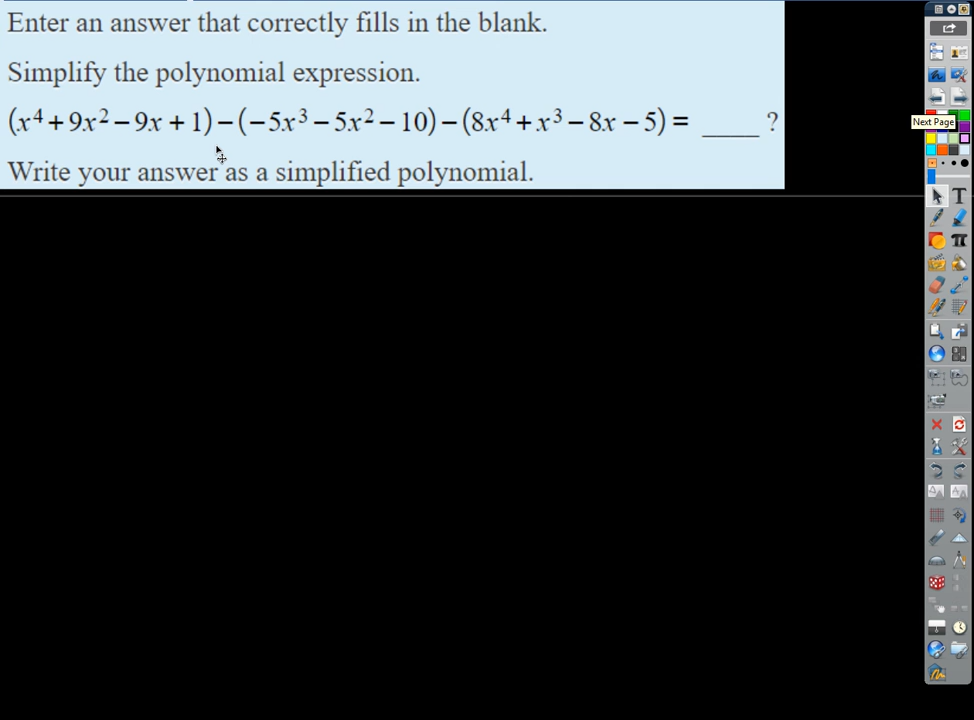 Enter an answer that correctly fills in the blank.
Simplify the polynomial expression.
(x⁴ + 9x² − 9x + 1) − (−5x³ − 5x² − 10) − (8x⁴ + x³ − 8x − 5) = ____ ?
Write your answer as a simplified polynomial.
Next Page
T